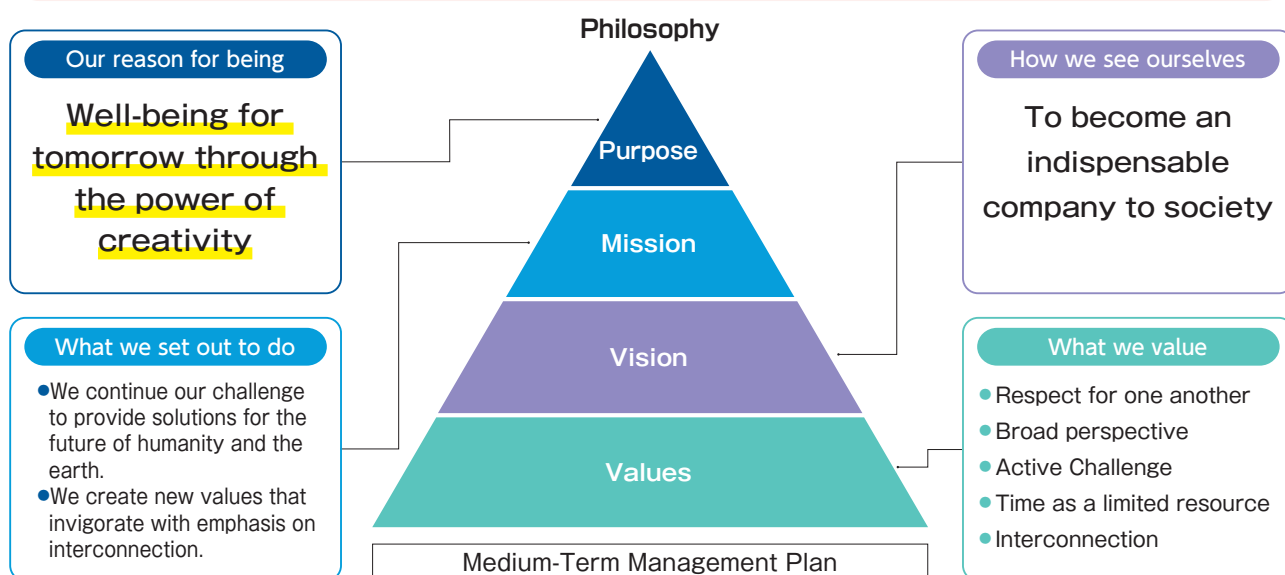 Philosophy
Our reason for being
Well-being for
tomorrow through
the power of
creativity
How we see ourselves
To become an
indispensable
company to society
Purpose
Mission
Vision
Values
What we set out to do
●We continue our challenge
to provide solutions for the
future of humanity and the
earth.
●We create new values that
invigorate with emphasis on
interconnection.
What we value
● Respect for one another
● Broad perspective
● Active Challenge
● Time as a limited resource
● Interconnection
Medium-Term Management Plan